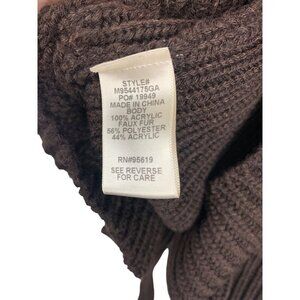 STYLE#
M9544175GA
PO# 19949
MADE IN CHINA
BODY
100% ACRYLIC
FAUX FUR
56% POLYESTER
44% ACRYLIC
RN#95619
SEE REVERSE
FOR CARE